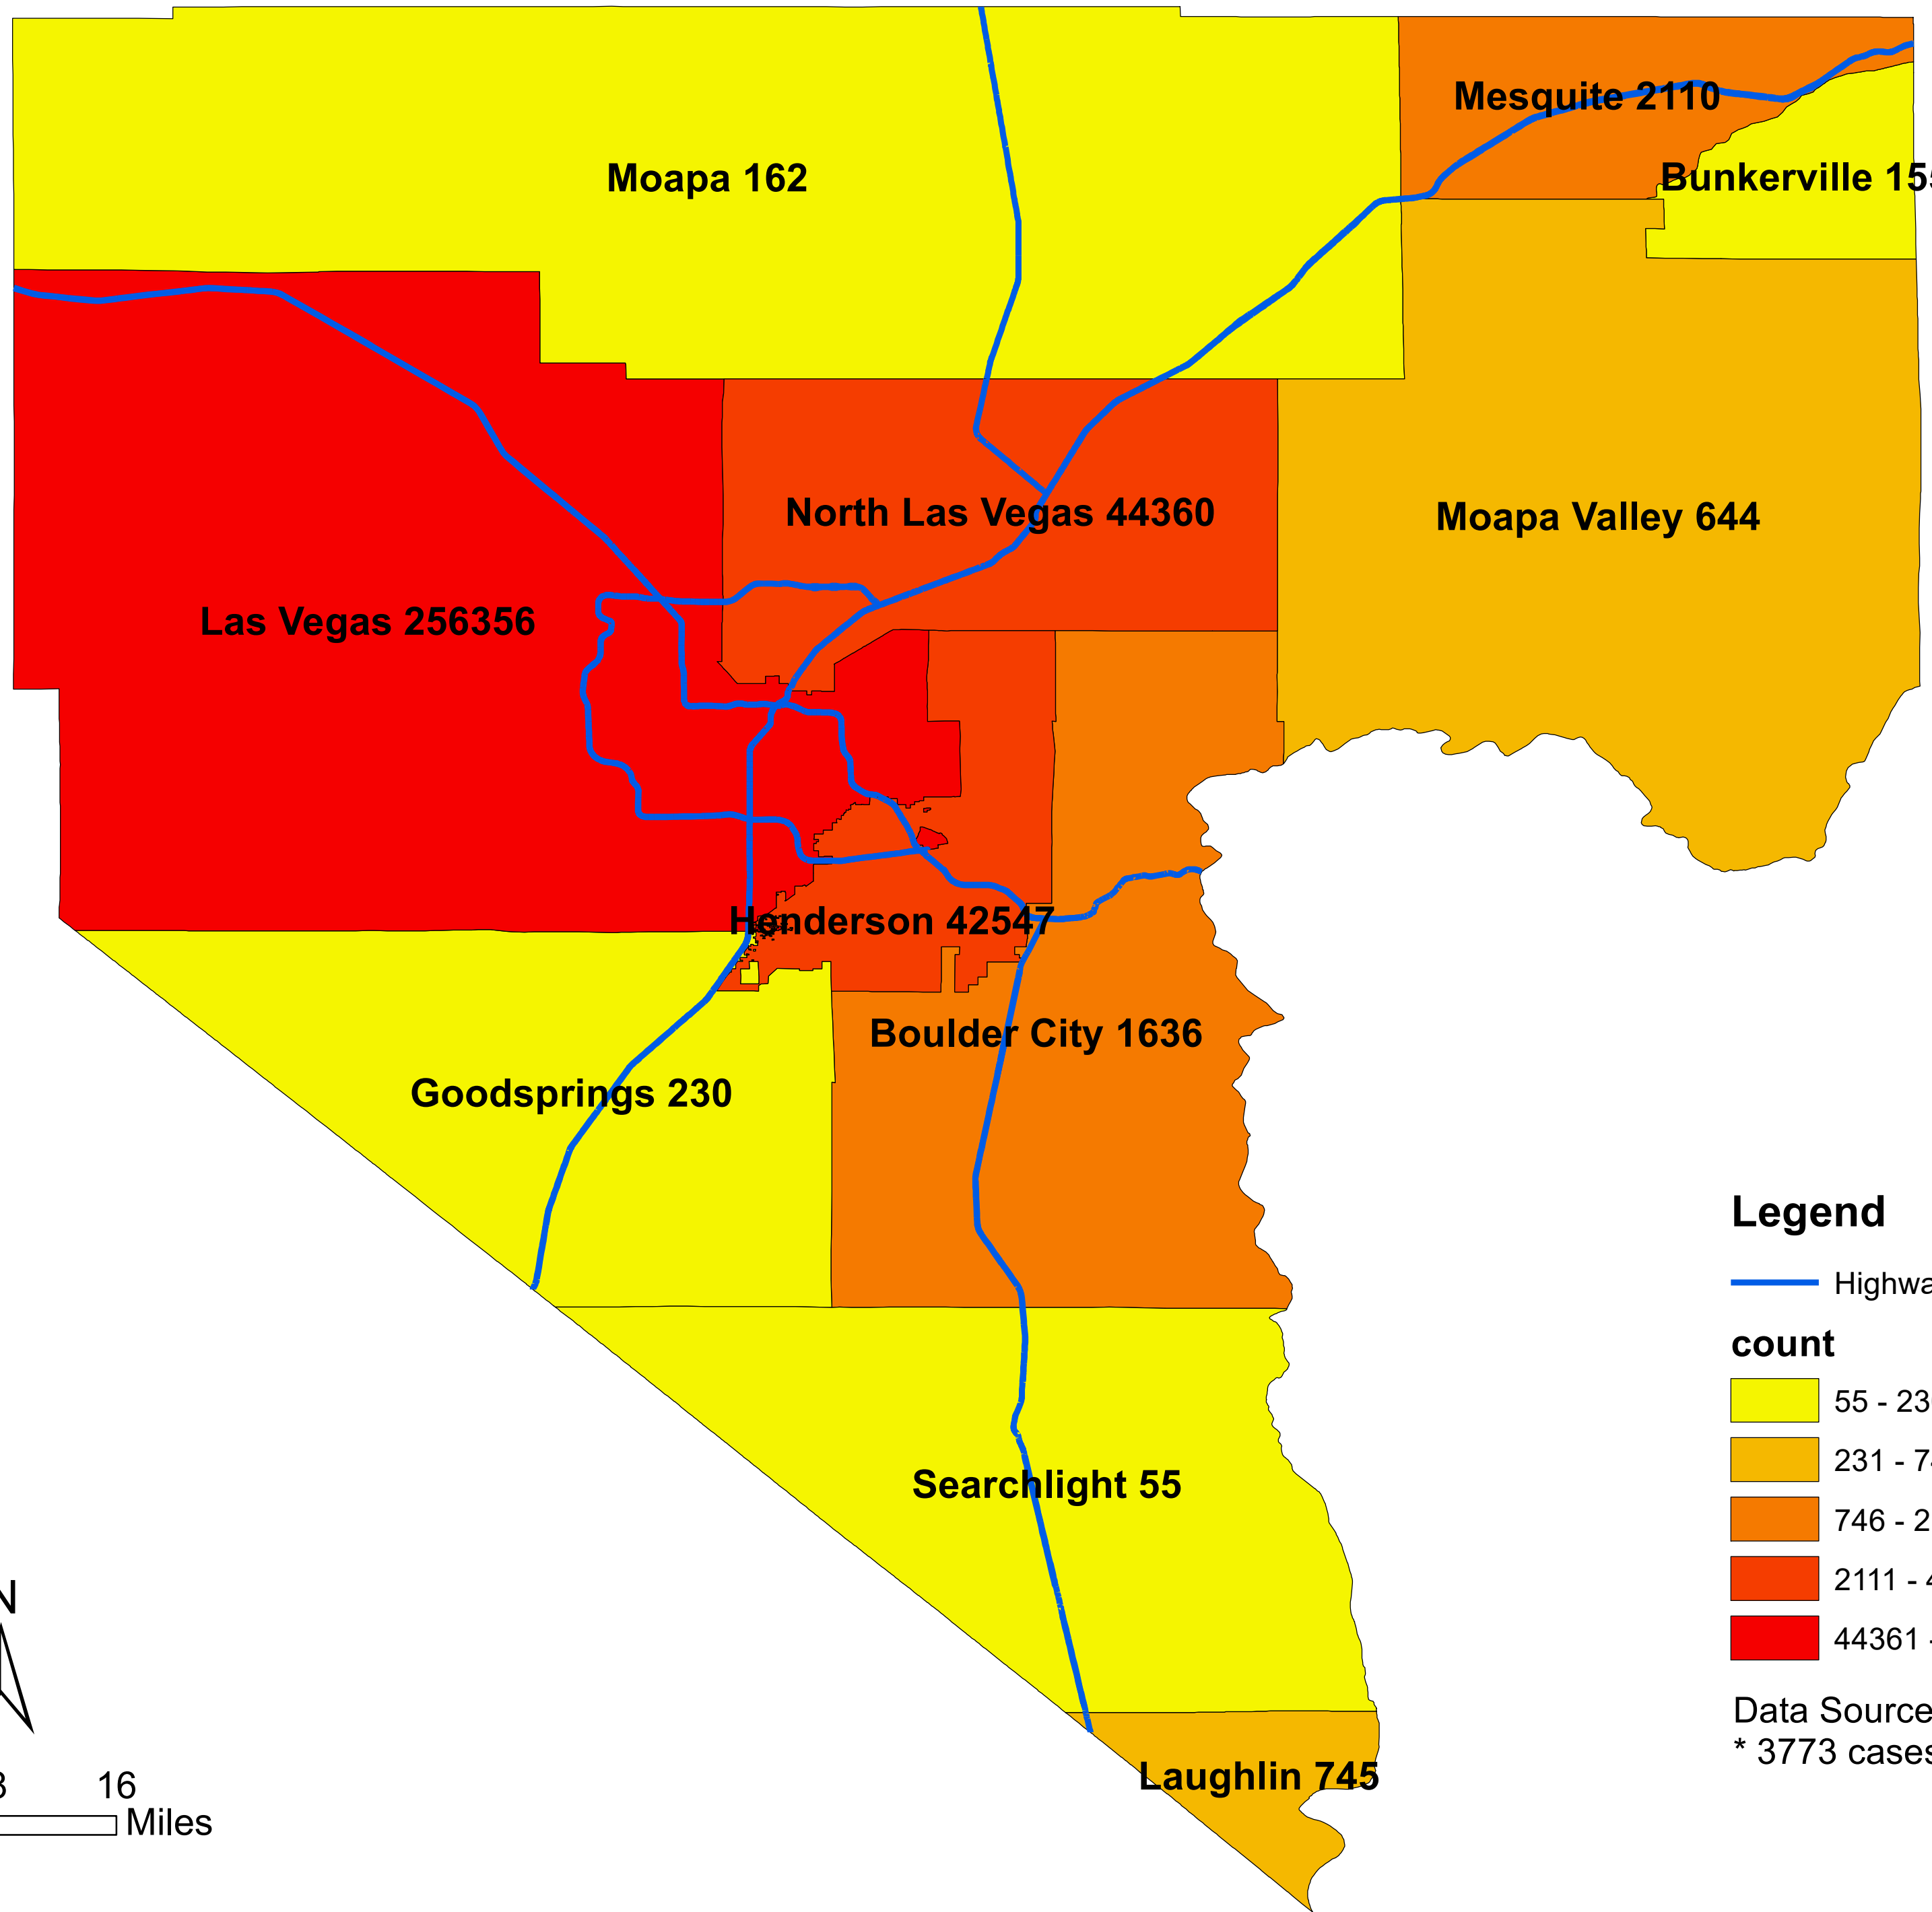 Mesquite 2110
Moapa 162
Bunkerville 155
North Las Vegas 44360
Moapa Valley 644
Las Vegas 256356
Henderson 42547
Boulder City 1636
Goodsprings 230
Searchlight 55
Laughlin 745
Legend
count
55 - 23
231 - 7
746 - 2
2111 - 4
44361 -
Data Source
* 3773 cases
N
16
Miles